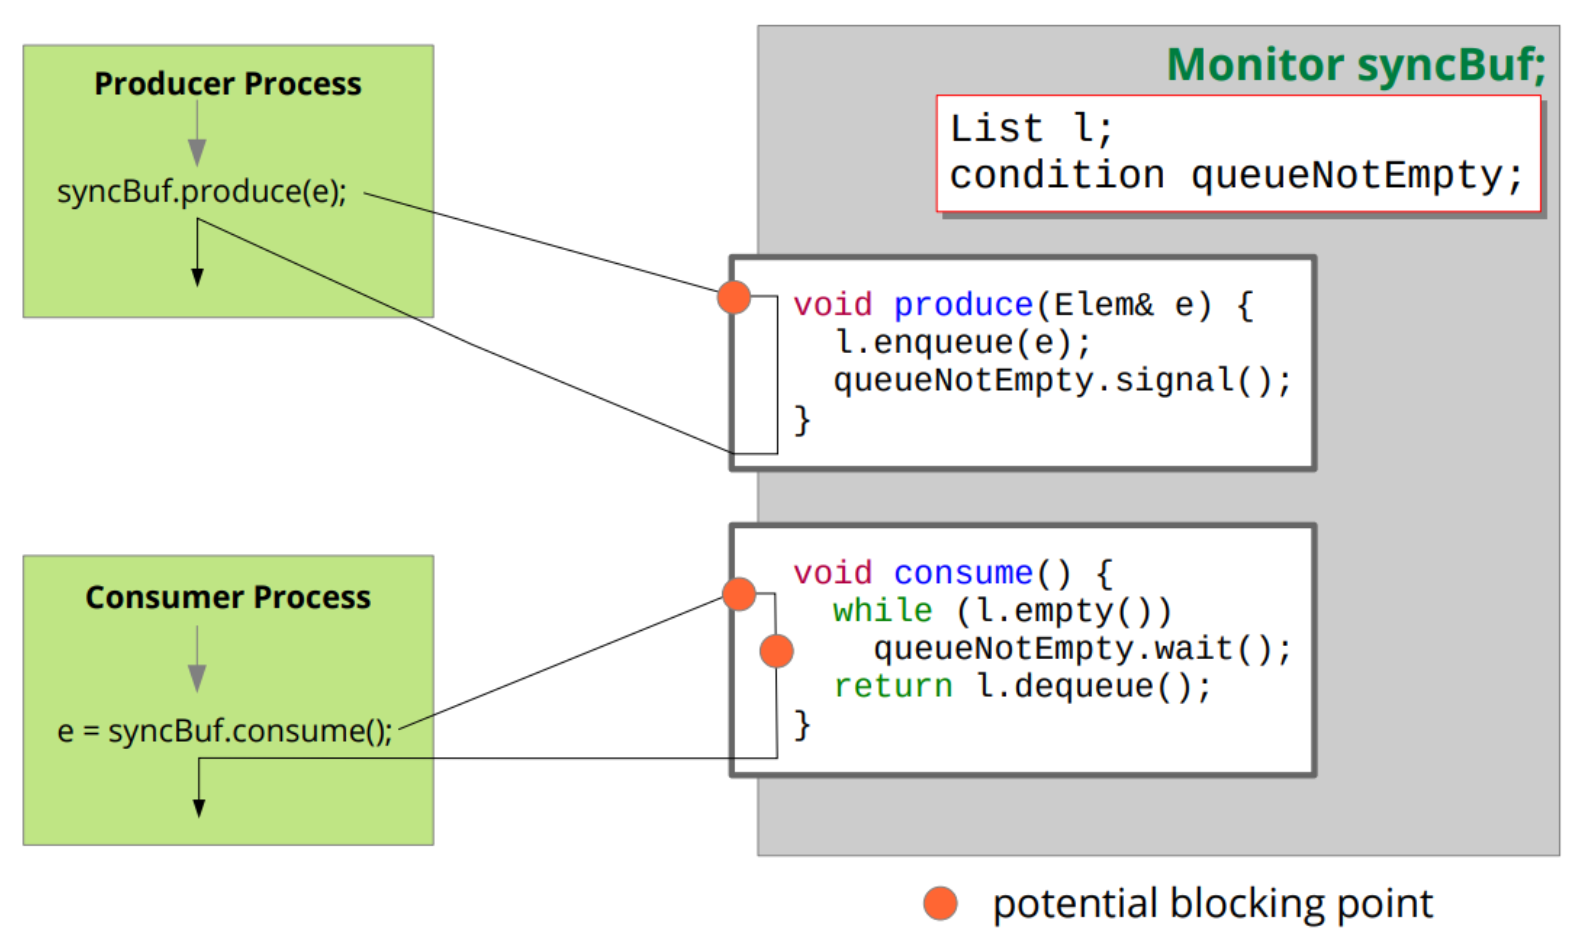 Producer Process
syncBuf.produce(e);
Monitor syncBuf;
List l;
condition queueNotEmpty;
void produce(Elem& e) {
  l.enqueue(e);
  queueNotEmpty.signal();
}
Consumer Process
e = syncBuf.consume();
void consume() {
  while (l.empty())
    queueNotEmpty.wait();
  return l.dequeue();
}
potential blocking point